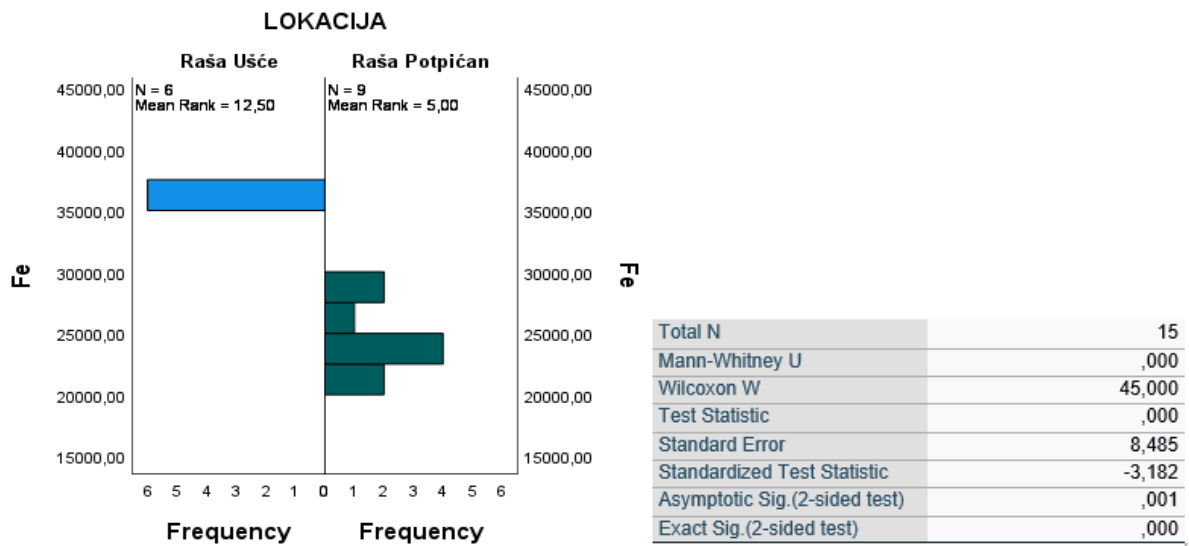 LOKACIJA
Raša Ušće Raša Potpićan
45000,00 N = 6 N = 9 45000,00
Mean Rank = 12,50 Mean Rank = 5,00
40000,00 40000,00
35000,00 35000,00
Fe 30000,00 30000,00 Fe
25000,00 25000,00
20000,00 20000,00
15000,00 15000,00
6 5 4 3 2 1 0 1 2 3 4 5 6
Frequency Frequency
Total N 15
Mann-Whitney U ,000
Wilcoxon W 45,000
Test Statistic ,000
Standard Error 8,485
Standardized Test Statistic -3,182
Asymptotic Sig.(2-sided test) ,001
Exact Sig.(2-sided test) ,000